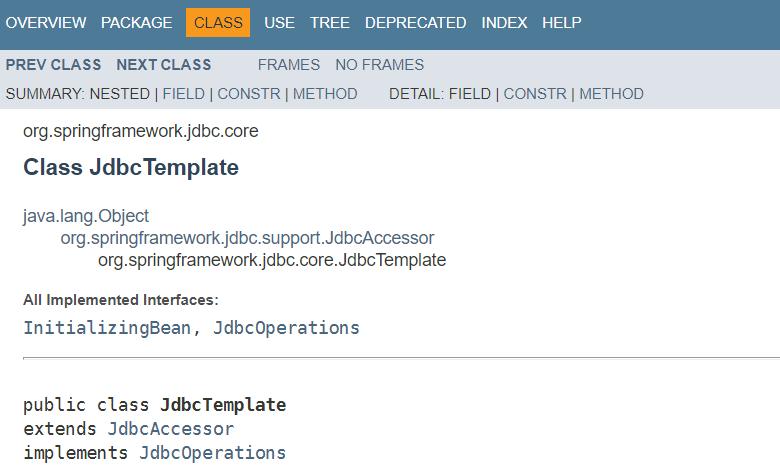 OVERVIEW PACKAGE CLASS USE TREE DEPRECATED INDEX HELP
PREV CLASS NEXT CLASS FRAMES NO FRAMES
SUMMARY: NESTED | FIELD | CONSTR | METHOD DETAIL: FIELD | CONSTR | METHOD
org.springframework.jdbc.core
Class JdbcTemplate
java.lang.Object
org.springframework.jdbc.support.JdbcAccessor
org.springframework.jdbc.core.JdbcTemplate
All Implemented Interfaces:
InitializingBean, JdbcOperations
public class JdbcTemplate
extends JdbcAccessor
implements JdbcOperations